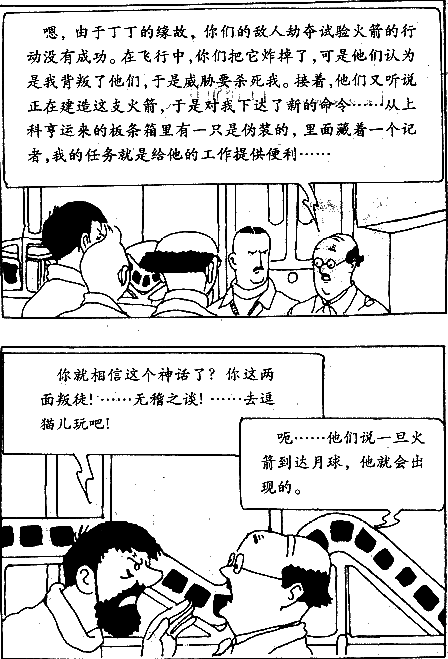 嗯，由于丁丁的缘故，你们的敌人劫夺试验火箭的行
动没有成功。在飞行中，你们把它炸掉了，可是他们认为
是我背叛了他们，于是威胁要杀死我。接着，他们又听说
正在建造这支火箭，于是对我下达了新的命令……从上
科亨运来的板条箱里有一只是伪装的，里面藏着一个记
者，我的任务就是给他的工作提供便利……
你就相信这个神话了？你这两
面叛徒！……无稽之谈！……去逗
猫儿玩吧！
呃……他们说一旦火
箭到达月球，他就会出
现的。